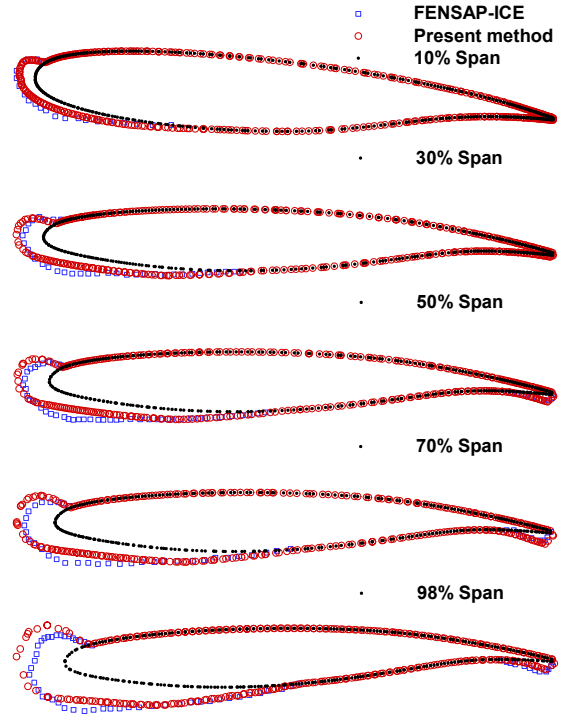 FENSAP-ICE
Present method
10% Span
30% Span
50% Span
70% Span
98% Span